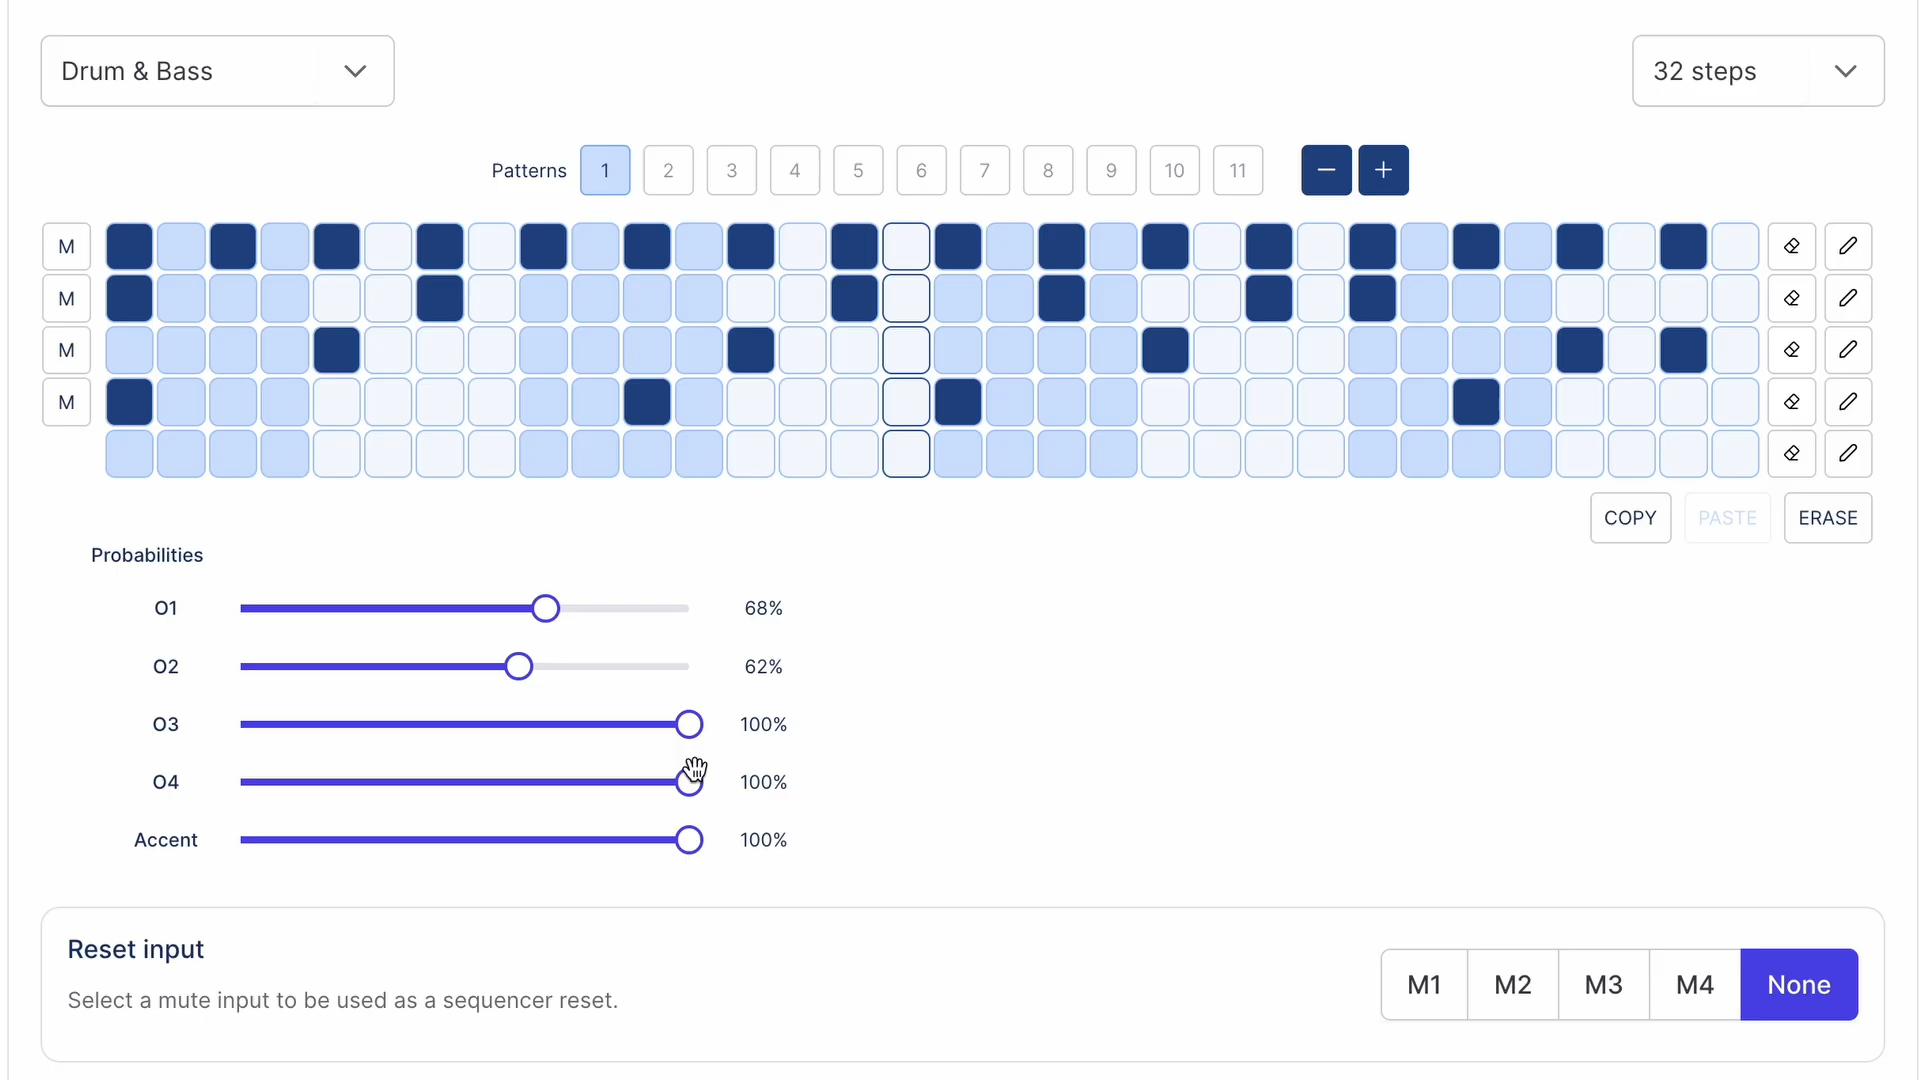 Drum & Bass
32 steps
Patterns 1 2 3 4 5 6 7 8 9 10 11 − +
M
M
M
M
COPY PASTE ERASE
Probabilities
O1 68%
O2 62%
O3 100%
O4 100%
Accent 100%
Reset input
Select a mute input to be used as a sequencer reset.
M1 M2 M3 M4 None